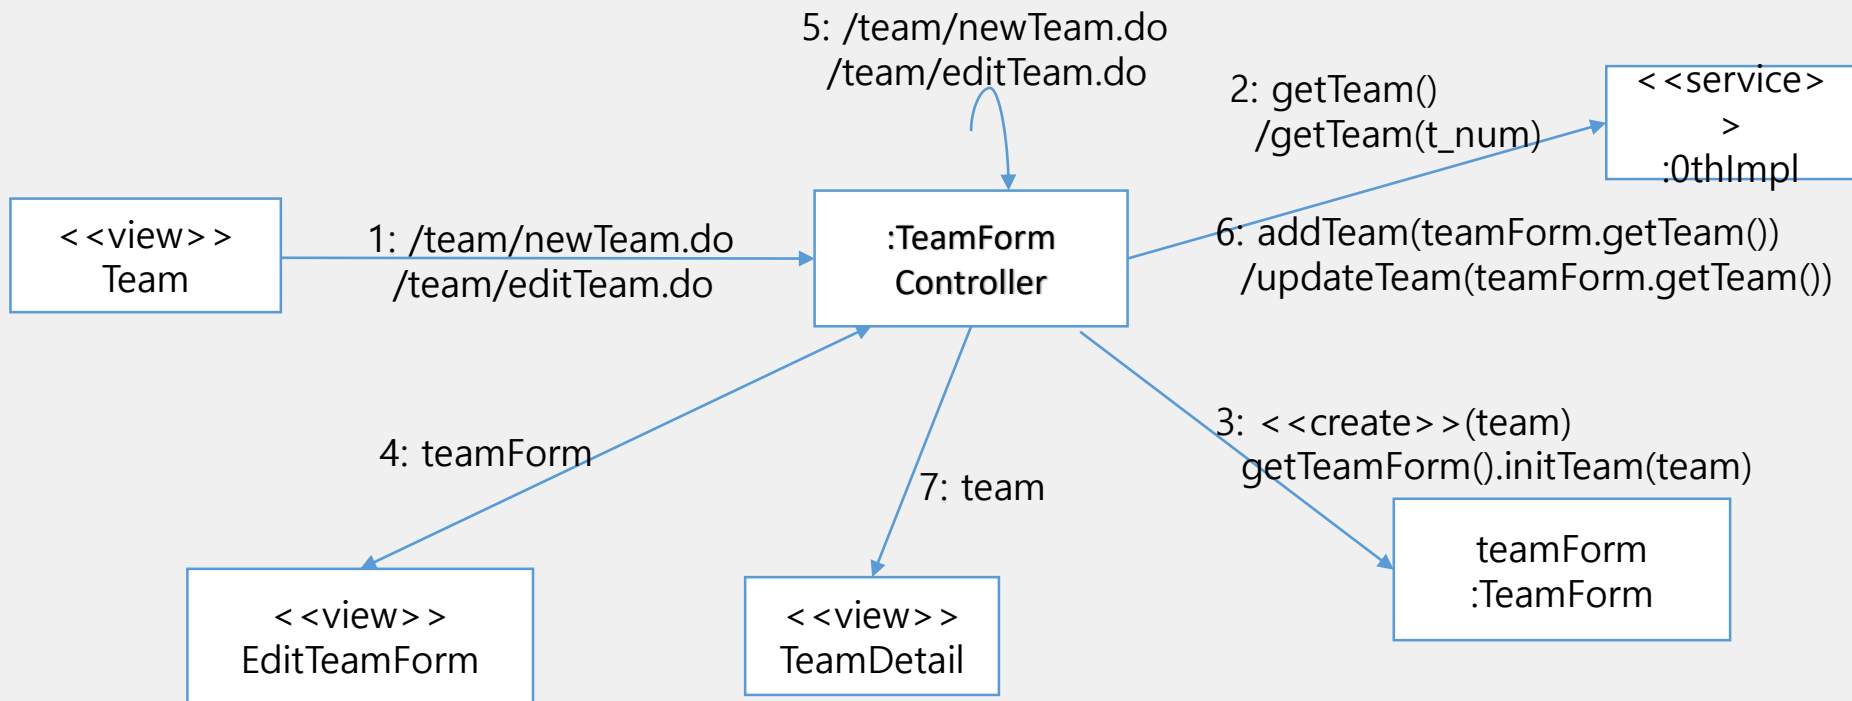 5: /team/newTeam.do
/team/editTeam.do
2: getTeam()
/getTeam(t_num)
<<service>
>
:0thImpl
<<view>>
Team
1: /team/newTeam.do
/team/editTeam.do
:TeamForm
Controller
6: addTeam(teamForm.getTeam())
/updateTeam(teamForm.getTeam())
4: teamForm
7: team
3: <<create>>(team)
getTeamForm().initTeam(team)
<<view>>
EditTeamForm
<<view>>
TeamDetail
teamForm
:TeamForm